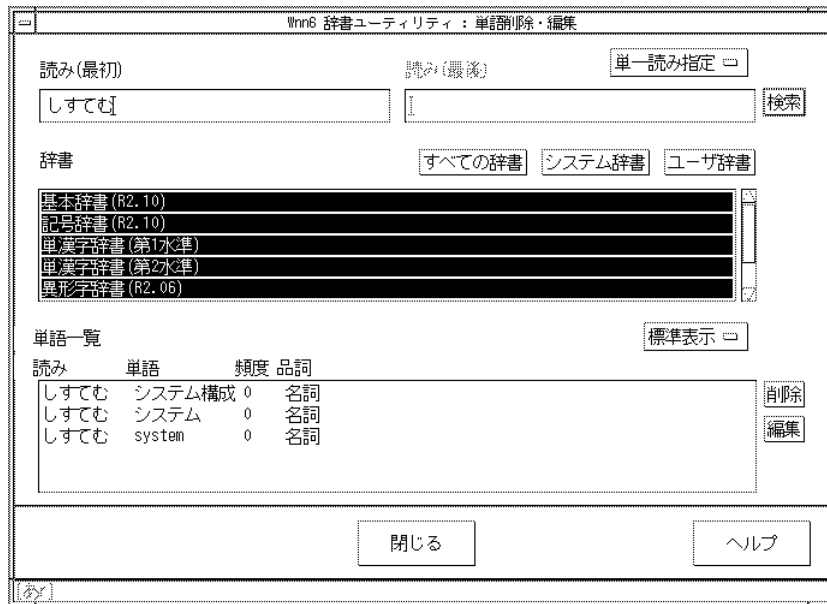 Wnn6 辞書ユーティリティ : 単語削除・編集
読み(最初) 読み(最後) 単一読み指定
しすてむ 検索
辞書 すべての辞書 システム辞書 ユーザ辞書
基本辞書(R2.10)
記号辞書(R2.10)
単漢字辞書(第1水準)
単漢字辞書(第2水準)
異形字辞書(R2.06)
単語一覧 標準表示
読み 単語 頻度 品詞
しすてむ システム構成 0 名詞 削除
しすてむ システム 0 名詞
しすてむ system 0 名詞 編集
閉じる ヘルプ
[あr]